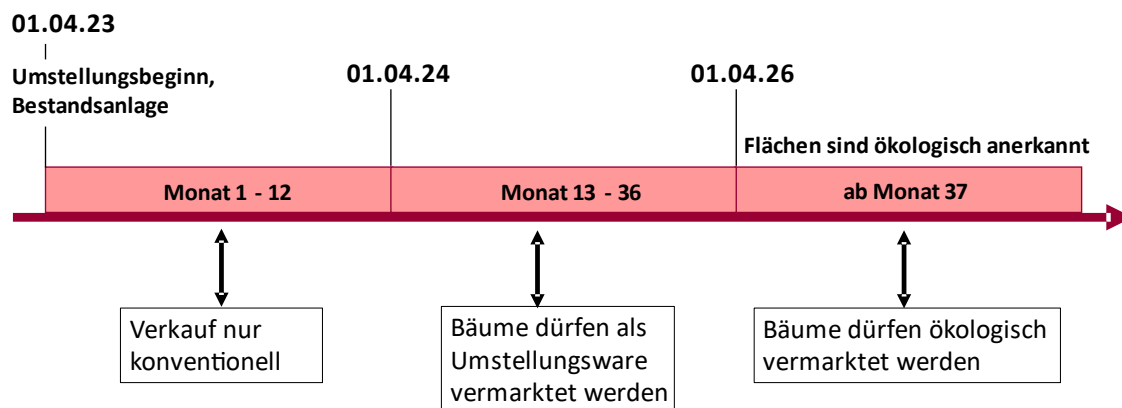 01.04.23
Umstellungsbeginn,
Bestandsanlage
01.04.24
01.04.26
Flächen sind ökologisch anerkannt
Monat 1 - 12
Monat 13 - 36
ab Monat 37
Verkauf nur
konventionell
Bäume dürfen als
Umstellungsware
vermarktet werden
Bäume dürfen ökologisch
vermarktet werden